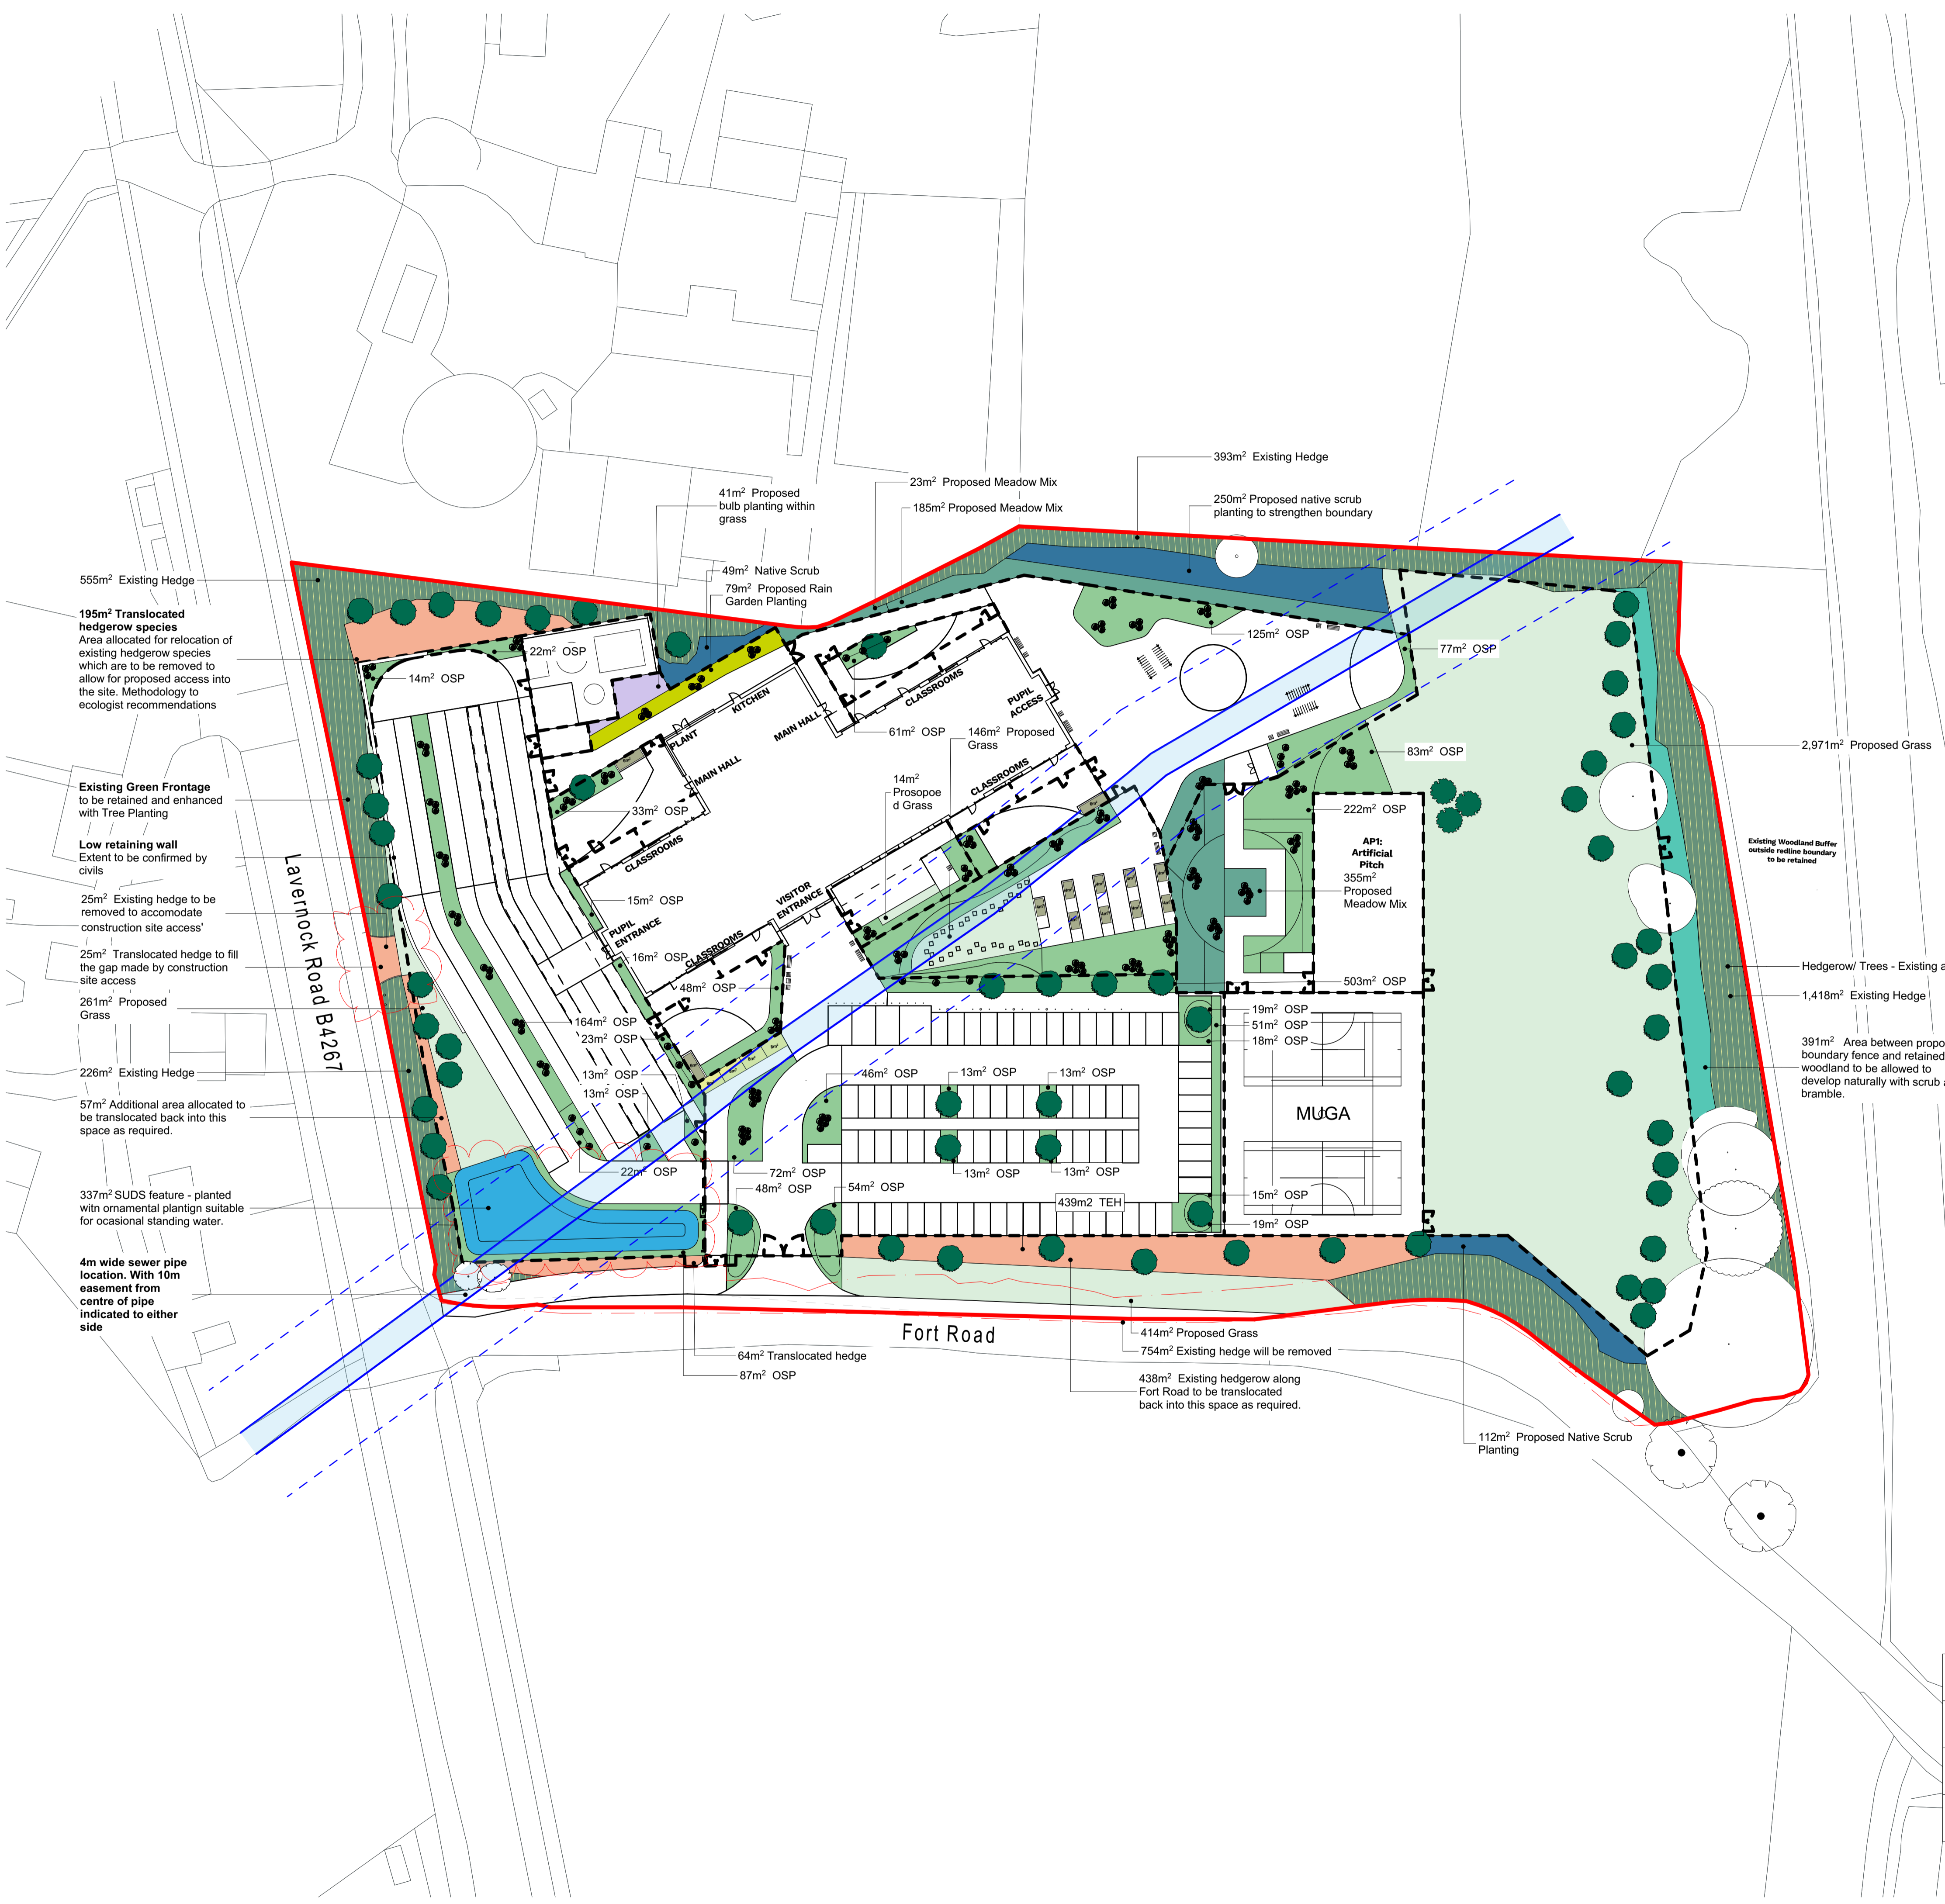 393m² Existing Hedge
23m² Proposed Meadow Mix
41m² Proposed
bulb planting within
grass
250m² Proposed native scrub
planting to strengthen boundary
185m² Proposed Meadow Mix
49m² Native Scrub
79m² Proposed Rain
Garden Planting
555m² Existing Hedge
195m² Translocated
hedgerow species
Area allocated for relocation of
existing hedgerow species
which are to be removed to
allow for proposed access into
the site. Methodology to
ecologist recommendations
Existing Green Frontage
to be retained and enhanced
with Tree Planting
Low retaining wall
Extent to be confirmed by
civils
25m² Existing hedge to be
removed to accomodate
construction site access'
25m² Translocated hedge to fill
the gap made by construction
site access
261m² Proposed
Grass
226m² Existing Hedge
57m² Additional area allocated to
be translocated back into this
space as required.
337m² SUDS feature - planted
witn ornamental plantign suitable
for ocasional standing water.
4m wide sewer pipe
location. With 10m
easement from
centre of pipe
indicated to either
side
Lavernock Road B4267
22m² OSP
14m² OSP
KITCHEN
PLANT
MAIN HALL
MAIN HALL
CLASSROOMS
PUPIL
ACCESS
125m² OSP
77m² OSP
61m² OSP
146m² Proposed
Grass
83m² OSP
14m²
Prosopoe
d Grass
CLASSROOMS
33m² OSP
CLASSROOMS
222m² OSP
AP1:
Artificial
Pitch
355m²
Proposed
Meadow Mix
VISITOR
ENTRANCE
15m² OSP
PUPIL
ENTRANCE
CLASSROOMS
16m² OSP
48m² OSP
503m² OSP
164m² OSP
23m² OSP
13m² OSP
13m² OSP
19m² OSP
51m² OSP
18m² OSP
46m² OSP
13m² OSP
13m² OSP
MUGA
22m² OSP
72m² OSP
13m² OSP
13m² OSP
48m² OSP
54m² OSP
439m2 TEH
15m² OSP
19m² OSP
2,971m² Proposed Grass
Existing Woodland Buffer
outside redline boundary
to be retained
Hedgerow/ Trees - Existing a
1,418m² Existing Hedge
391m² Area between propo
boundary fence and retained
woodland to be allowed to
develop naturally with scrub a
bramble.
Fort Road
64m² Translocated hedge
87m² OSP
414m² Proposed Grass
754m² Existing hedge will be removed
438m² Existing hedgerow along
Fort Road to be translocated
back into this space as required.
112m² Proposed Native Scrub
Planting